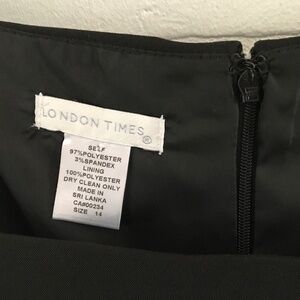 LONDON TIMES®
SELF
97%POLYESTER
3%SPANDEX
LINING
100%POLYESTER
DRY CLEAN ONLY
MADE IN
SRI LANKA
CA#00234
SIZE 14